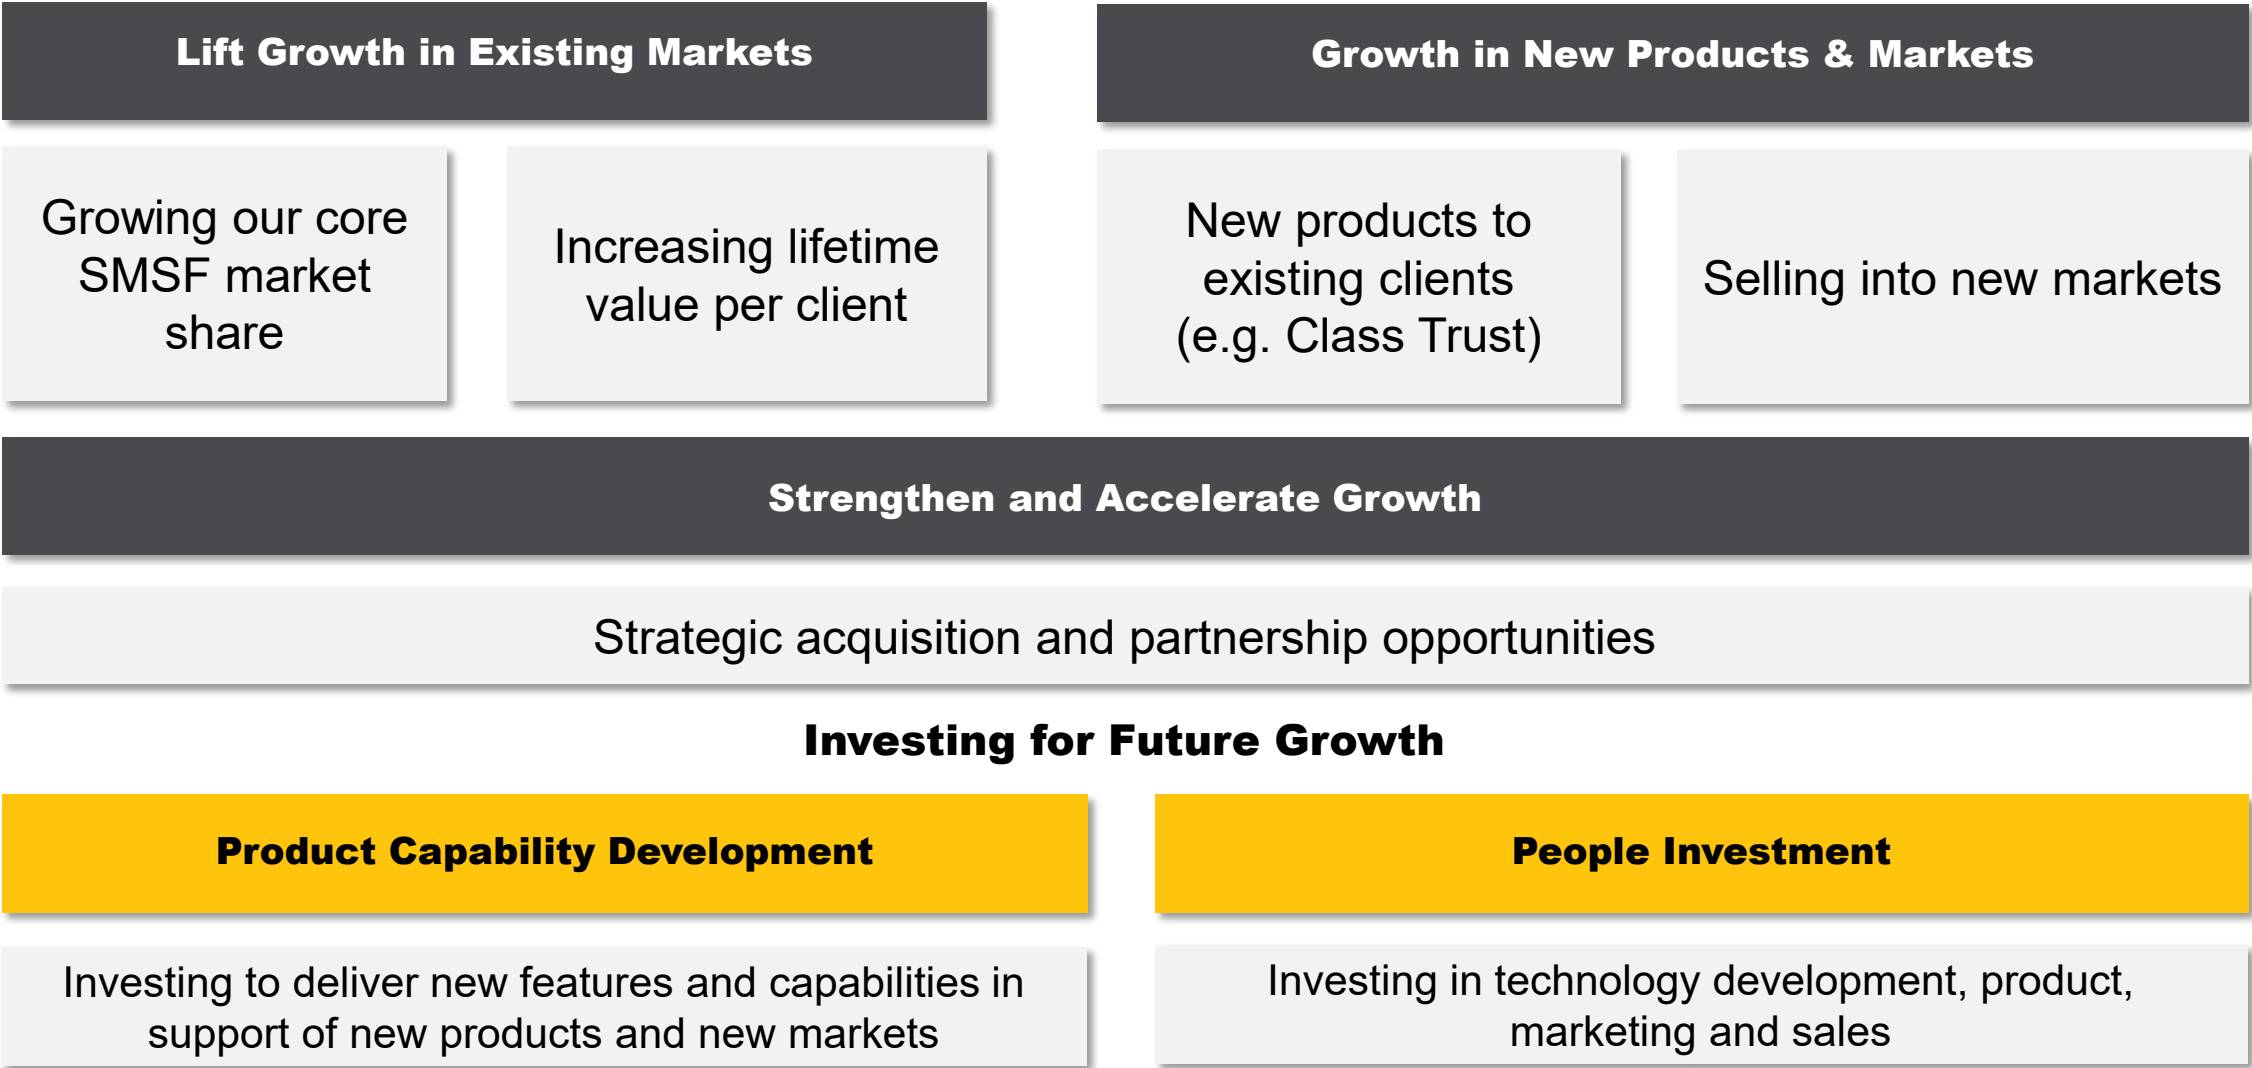 Lift Growth in Existing Markets
Growth in New Products & Markets
Growing our core
SMSF market
share
Increasing lifetime
value per client
New products to
existing clients
(e.g. Class Trust)
Selling into new markets
Strengthen and Accelerate Growth
Strategic acquisition and partnership opportunities
Investing for Future Growth
Product Capability Development
People Investment
Investing to deliver new features and capabilities in
support of new products and new markets
Investing in technology development, product,
marketing and sales